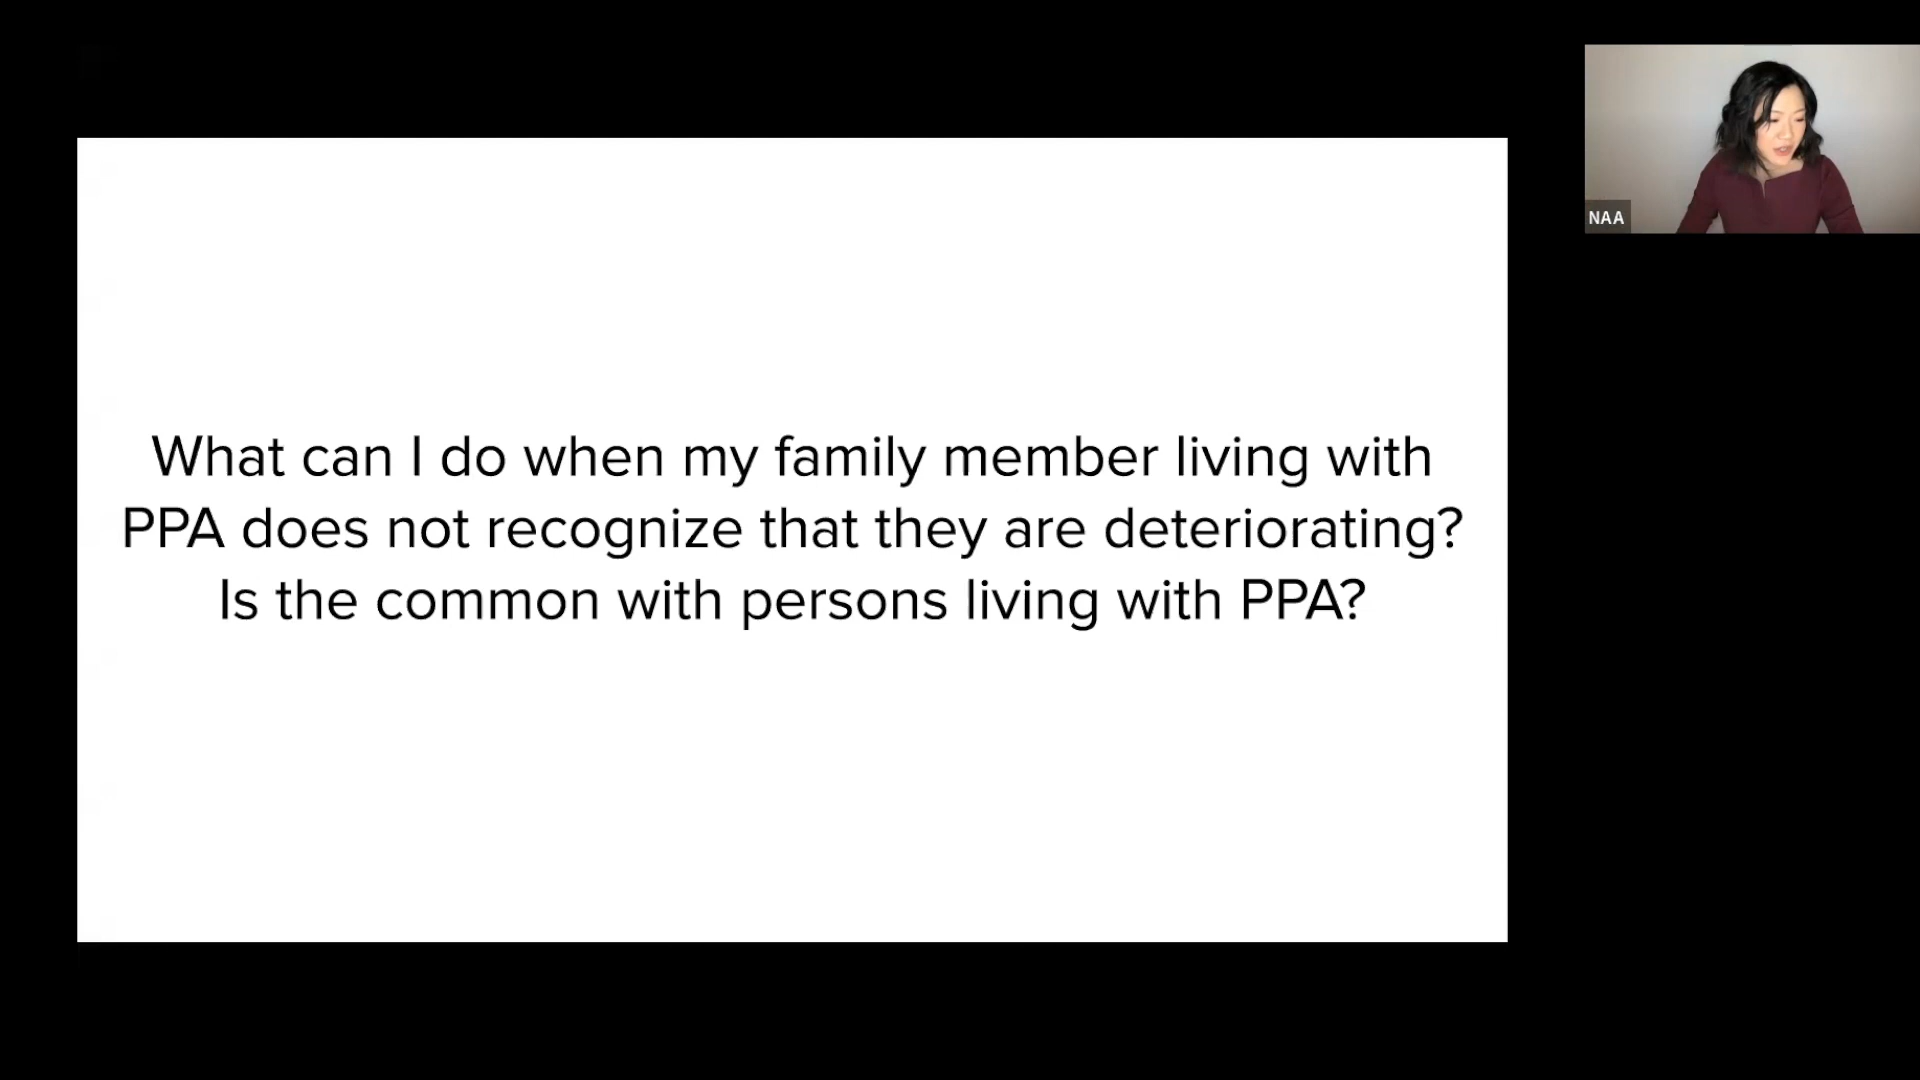 What can I do when my family member living with
PPA does not recognize that they are deteriorating?
Is the common with persons living with PPA?
NAA